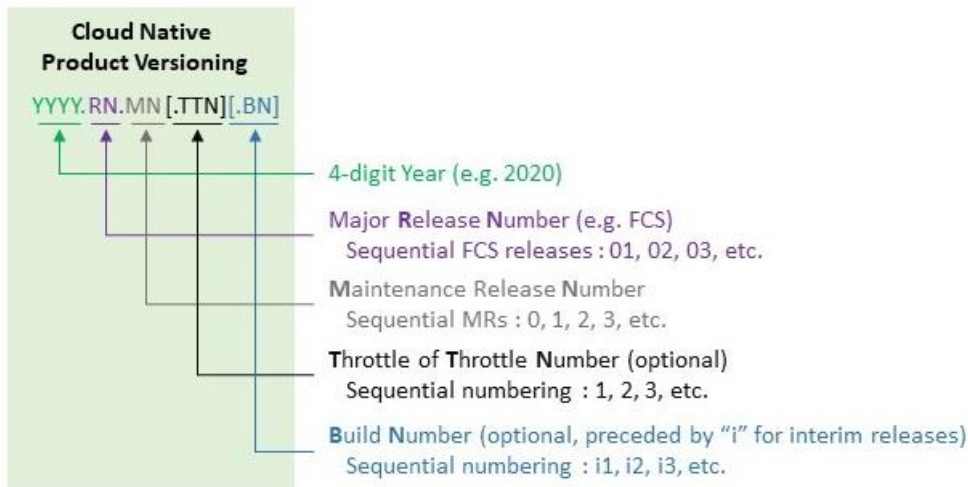 Cloud Native
Product Versioning
YYYY.RN.MN[.TTN][.BN]
4-digit Year (e.g. 2020)
Major Release Number (e.g. FCS)
Sequential FCS releases : 01, 02, 03, etc.
Maintenance Release Number
Sequential MRs : 0, 1, 2, 3, etc.
Throttle of Throttle Number (optional)
Sequential numbering : 1, 2, 3, etc.
Build Number (optional, preceded by “i” for interim releases)
Sequential numbering : i1, i2, i3, etc.